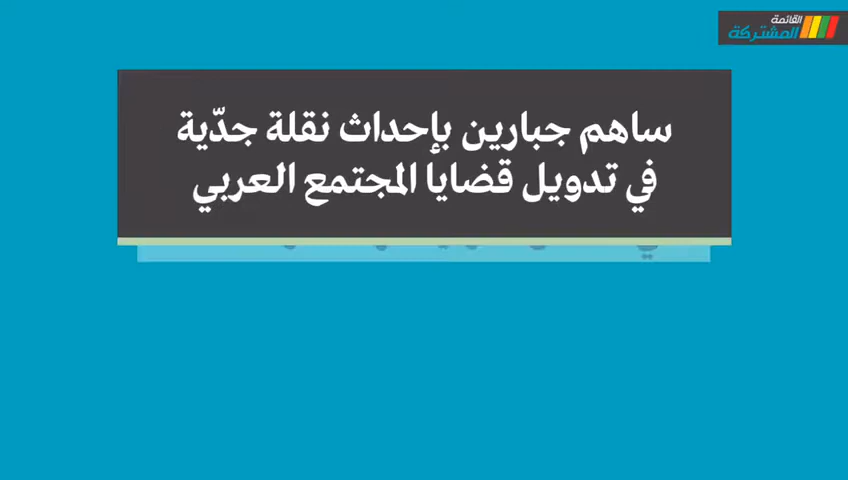 القائمة
المشتركة
ساهم جبارين بإحداث نقلة جدّية
في تدويل قضايا المجتمع العربي